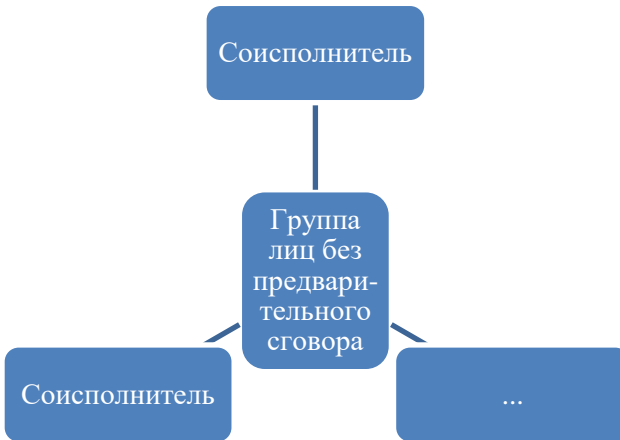 Соисполнитель
Группа
лиц без
предвари-
тельного
сговора
Соисполнитель
...